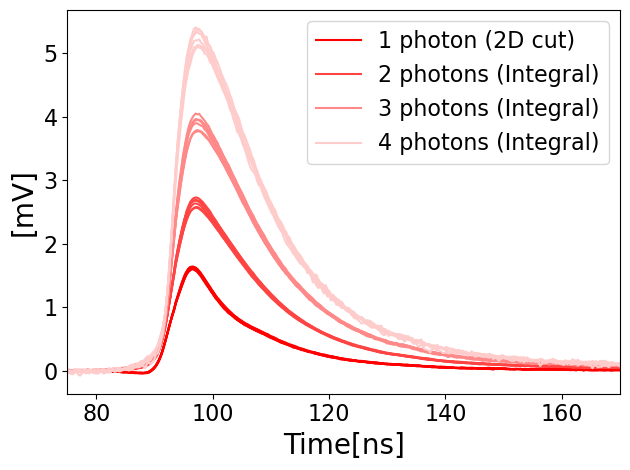 1 photon (2D cut)
2 photons (Integral)
3 photons (Integral)
4 photons (Integral)
[mV]
5
4
3
2
1
0
80 100 120 140 160
Time[ns]